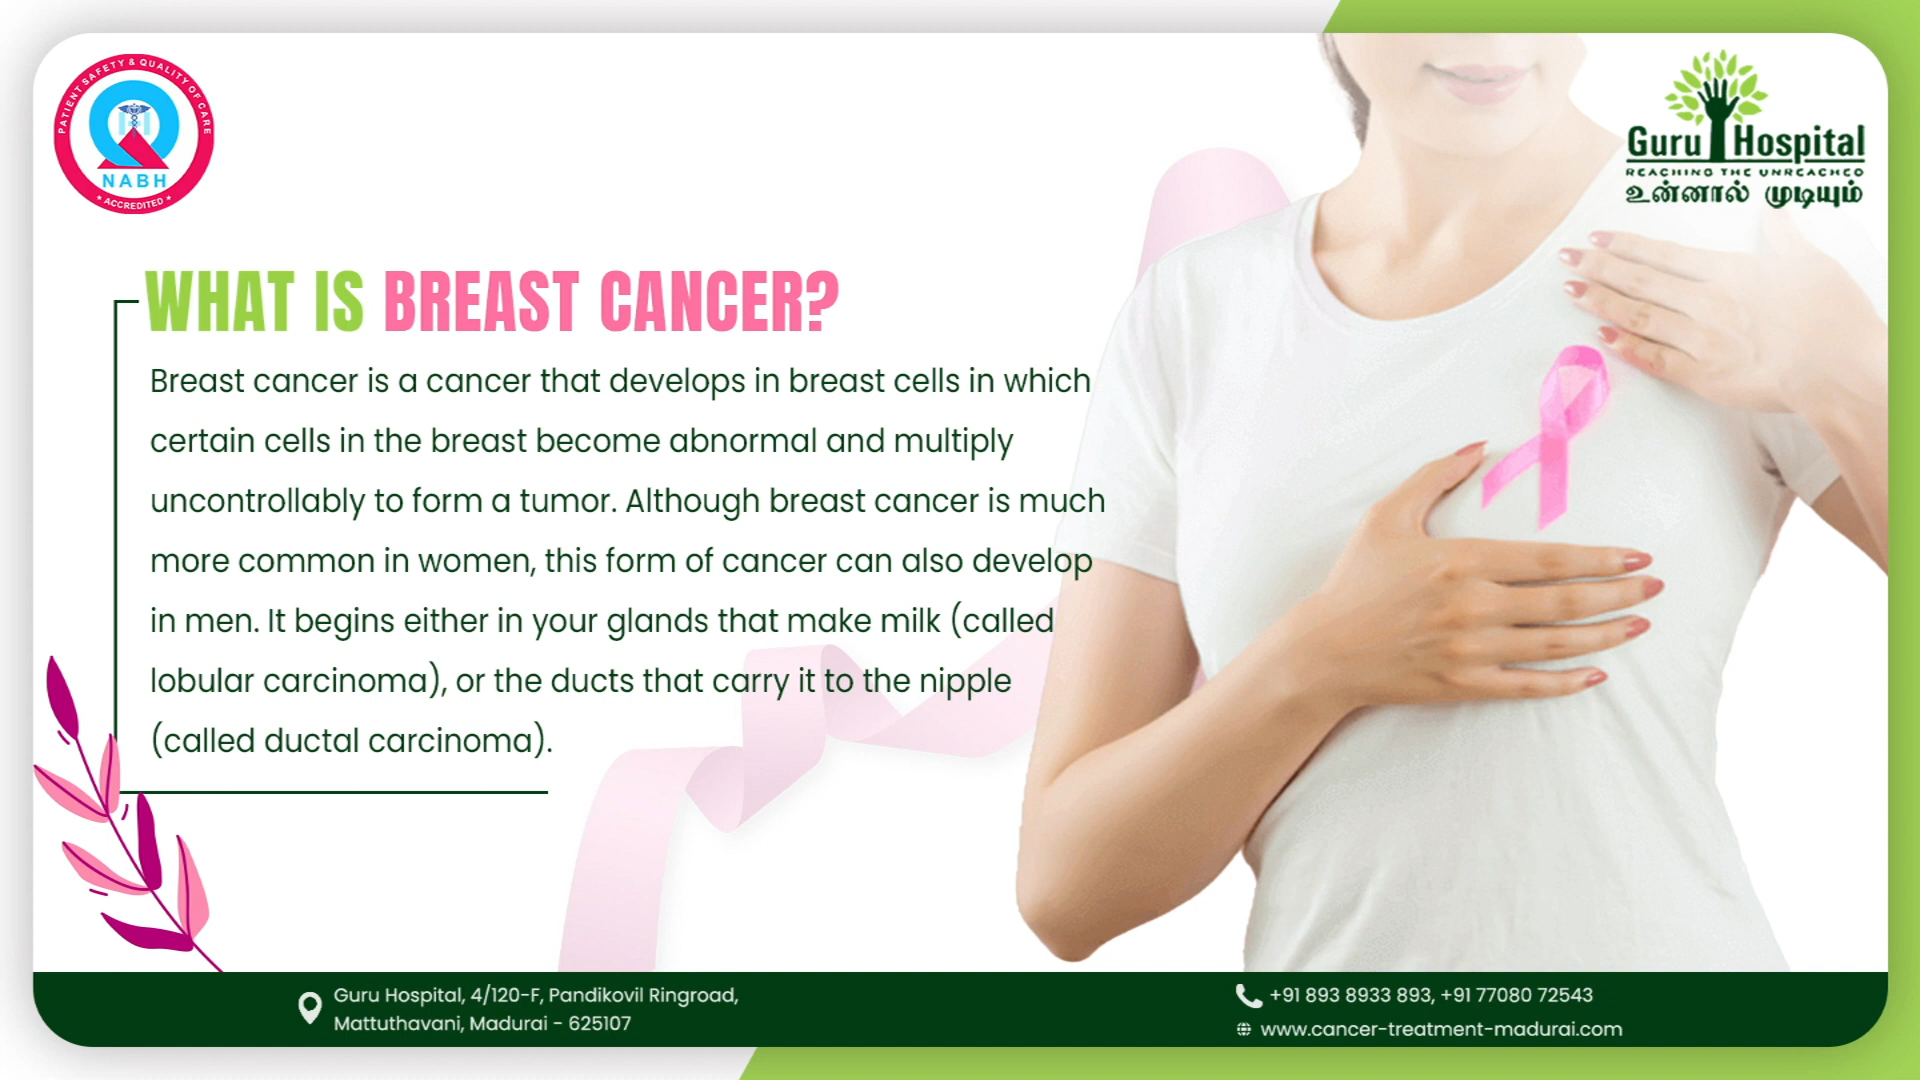 PATIENT SAFETY & QUALITY OF CARE
NABH
* ACCREDITED *
Guru Hospital
REACHING THE UNREACHED
உன்னால் முடியும்
WHAT IS BREAST CANCER?
Breast cancer is a cancer that develops in breast cells in which
certain cells in the breast become abnormal and multiply
uncontrollably to form a tumor. Although breast cancer is much
more common in women, this form of cancer can also develop
in men. It begins either in your glands that make milk (called
lobular carcinoma), or the ducts that carry it to the nipple
(called ductal carcinoma).
Guru Hospital, 4/120-F, Pandikovil Ringroad,
Mattuthavani, Madurai - 625107
+91 893 8933 893, +91 77080 72543
www.cancer-treatment-madurai.com